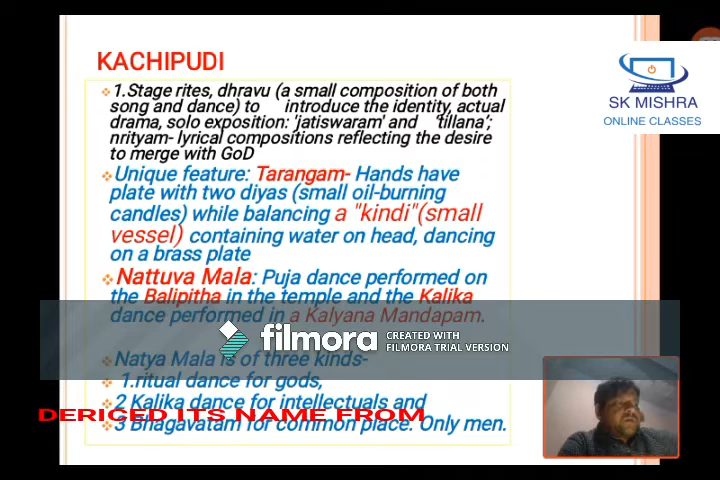 KACHIPUDI
1.Stage rites, dhravu (a small composition of both
song and dance) to introduce the identity, actual
drama, solo exposition: 'jatiswaram' and 'tillana';
nrityam- lyrical compositions reflecting the desire
to merge with GoD
Unique feature: Tarangam- Hands have
plate with two diyas (small oil-burning
candles) while balancing a "kindi"(small
vessel) containing water on head, dancing
on a brass plate
Nattuva Mala: Puja dance performed on
the Balipitha in the temple and the Kalika
dance performed in a Kalyana Mandapam.
Natya Mala is of three kinds-
1.ritual dance for gods,
2 Kalika dance for intellectuals and
3 Bhagavatam for common place. Only men.
DERICED ITS NAME FROM
SK MISHRA
ONLINE CLASSES
filmora
CREATED WITH
FILMORA TRIAL VERSION